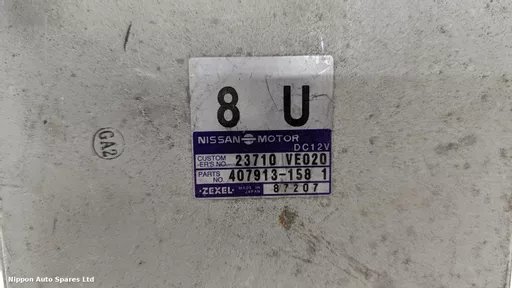 8 U
NISSAN MOTOR
DC12V
CUSTOM -ER'S NO. 23710 VE020
PARTS NO. 407913-158 1
ZEXEL MADE IN JAPAN 87207
GA2
Nippon Auto Spares Ltd